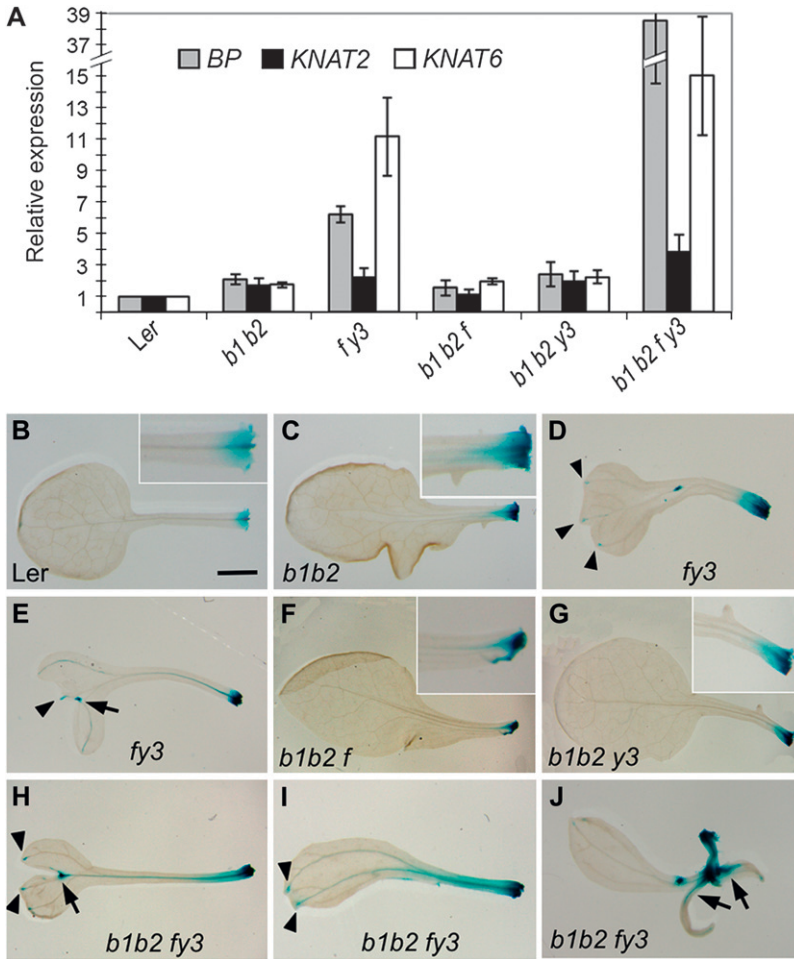 A
39
37
15
13
11
9
7
5
3
1
Relative expression
BP KNAT2 KNAT6
Ler
b1 b2
f y3
b1 b2 f
b1 b2 y3
b1 b2 f y3
B
Ler
C
b1b2
D
fy3
E
fy3
F
b1b2 f
G
b1b2 y3
H
b1b2 fy3
I
b1b2 fy3
J
b1b2 fy3